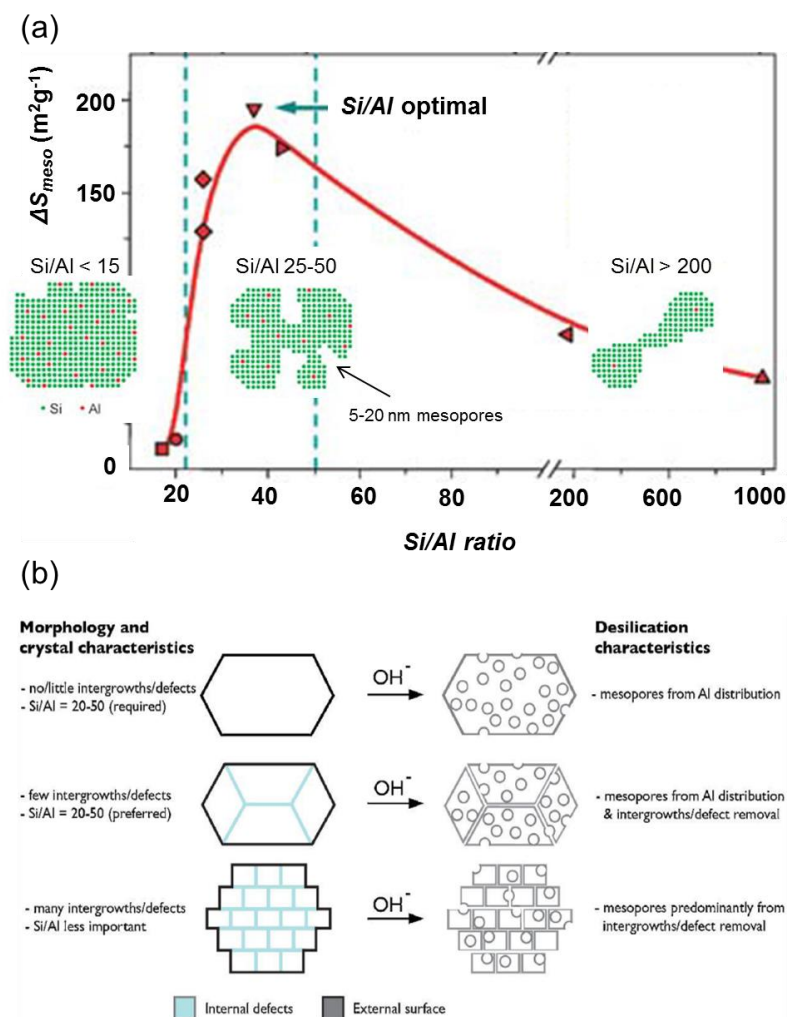 (a)
200
150
0
ΔSmeso (m²g⁻¹)
Si/Al optimal
Si/Al < 15
Si/Al 25-50
Si/Al > 200
5-20 nm mesopores
Si Al
20 40 60 80 200 600 1000
Si/Al ratio
(b)
Morphology and
crystal characteristics
- no/little intergrowths/defects
- Si/Al = 20-50 (required)
OH⁻
Desilication
characteristics
- mesopores from Al distribution
- few intergrowths/defects
- Si/Al = 20-50 (preferred)
OH⁻
- mesopores from Al distribution
& intergrowths/defect removal
- many intergrowths/defects
- Si/Al less important
OH⁻
- mesopores predominantly from
intergrowths/defect removal
Internal defects
External surface